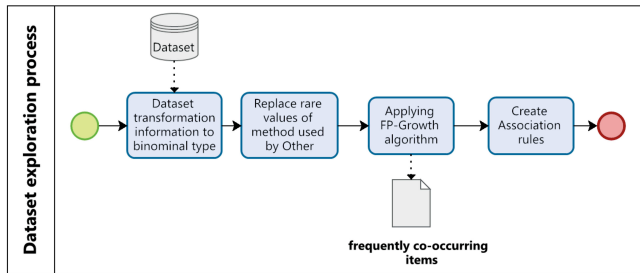 Dataset exploration process
Dataset
Dataset
transformation
information to
binominal type
Replace rare
values of
method used
by Other
Applying
FP-Growth
algorithm
Create
Association
rules
frequently co-occurring
items